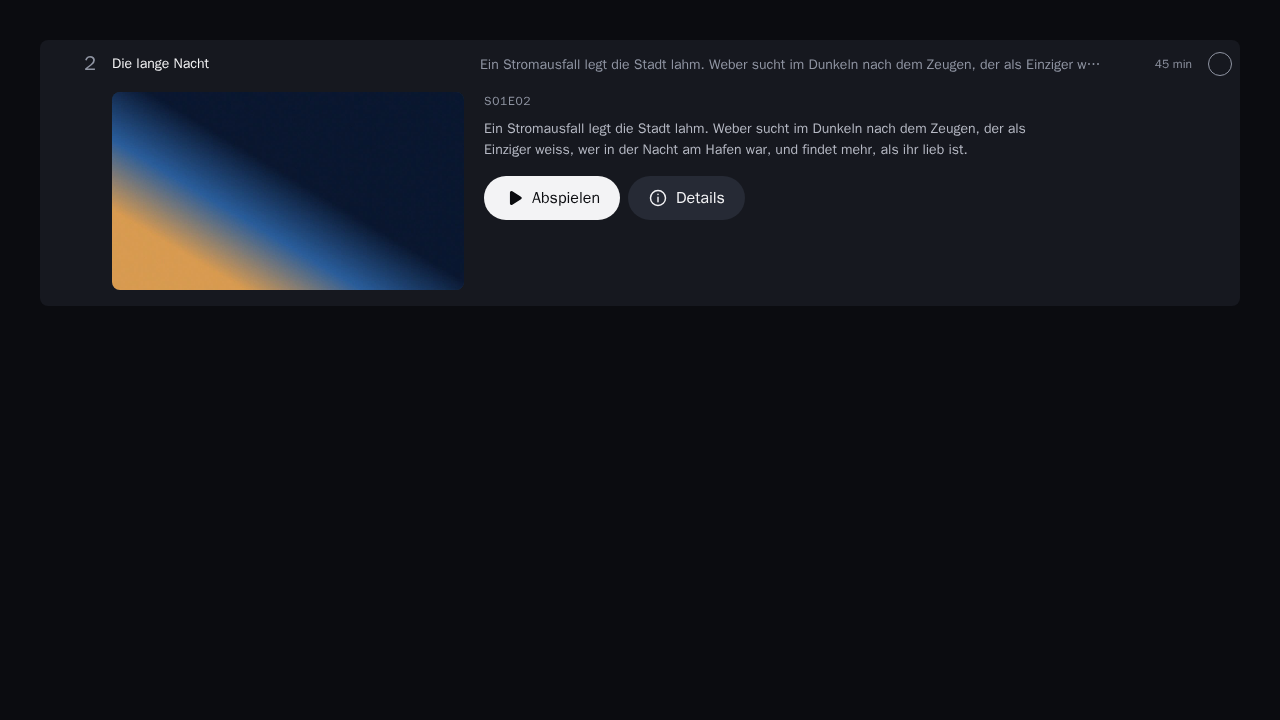 2 Die lange Nacht Ein Stromausfall legt die Stadt lahm. Weber sucht im Dunkeln nach dem Zeugen, der als Einziger w… 45 min
S01E02
Ein Stromausfall legt die Stadt lahm. Weber sucht im Dunkeln nach dem Zeugen, der als
Einziger weiss, wer in der Nacht am Hafen war, und findet mehr, als ihr lieb ist.
Abspielen Details